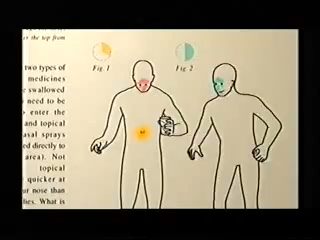 the top from
two types of
medicines
swallowed
need to be
enter the
and topical
asal sprays
ed directly to
area). Not
topical
quicker at
ur nose than
lies. What is
Fig. 1
Fig. 2